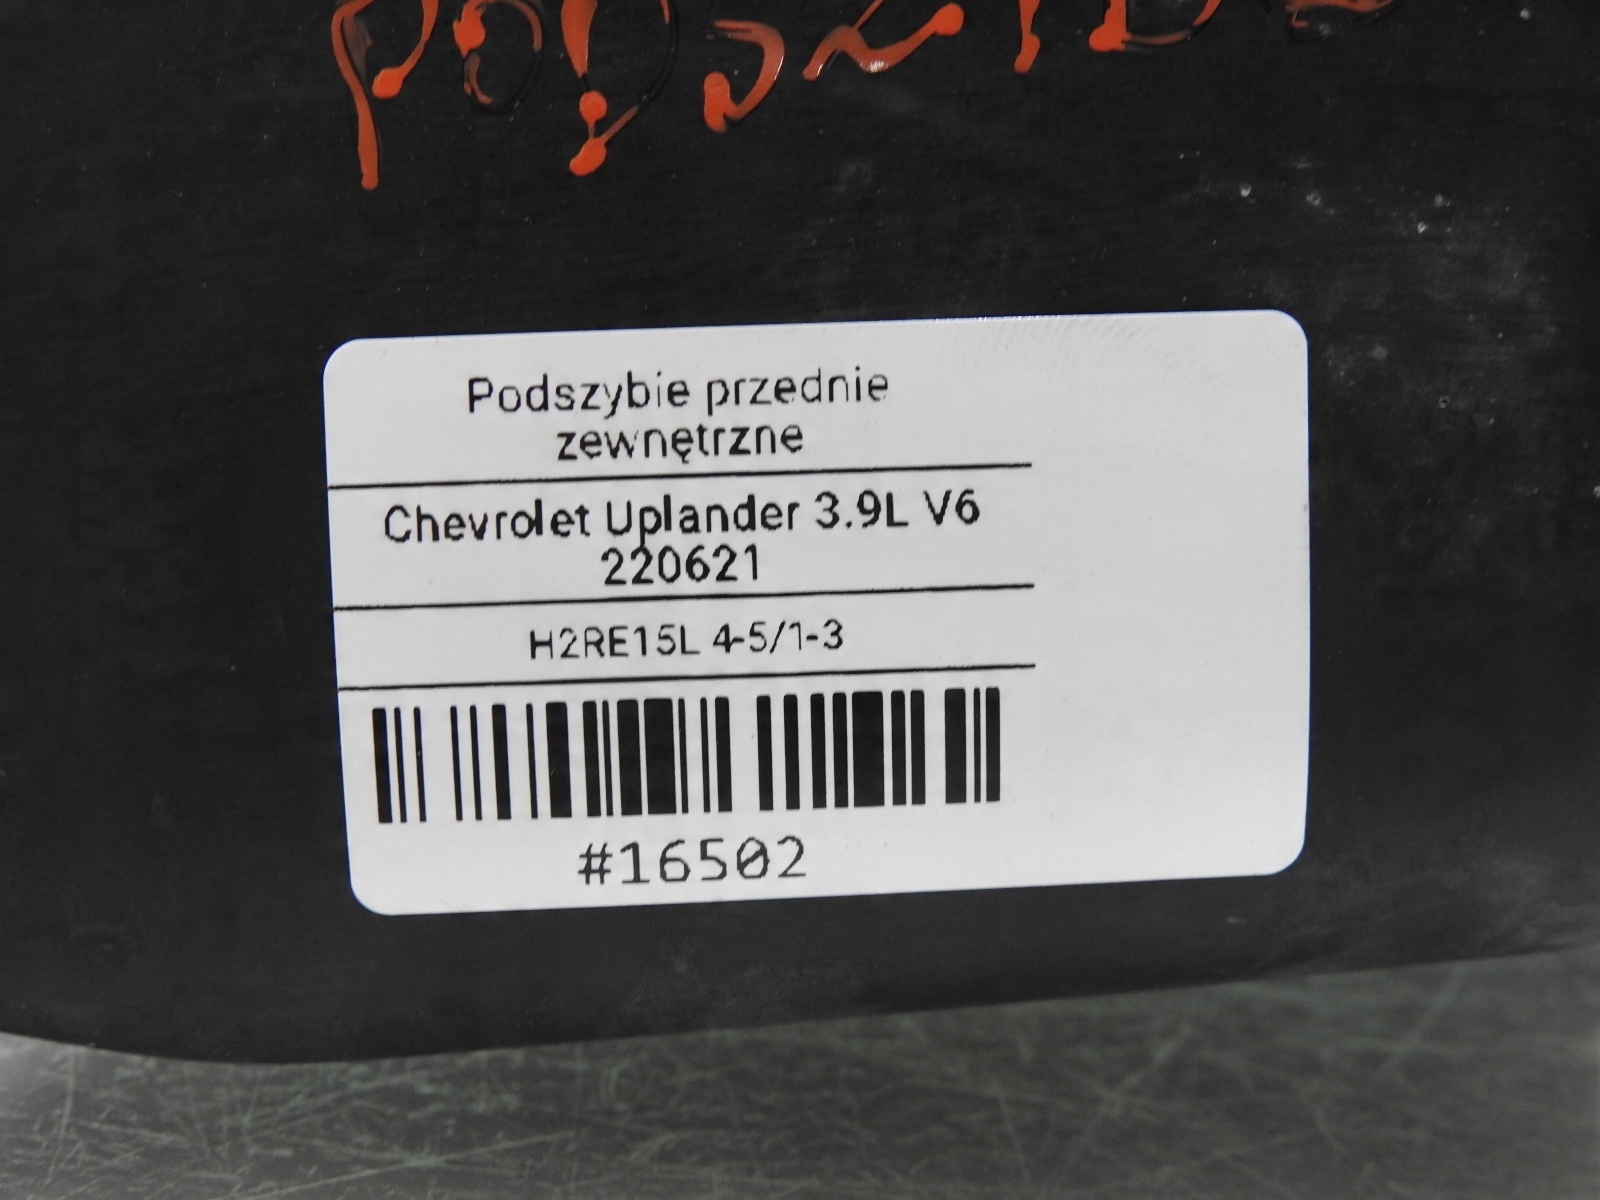 Podszybie przednie
zewnętrzne
Chevrolet Uplander 3.9L V6
220621
H2RE15L 4-5/1-3
#16502